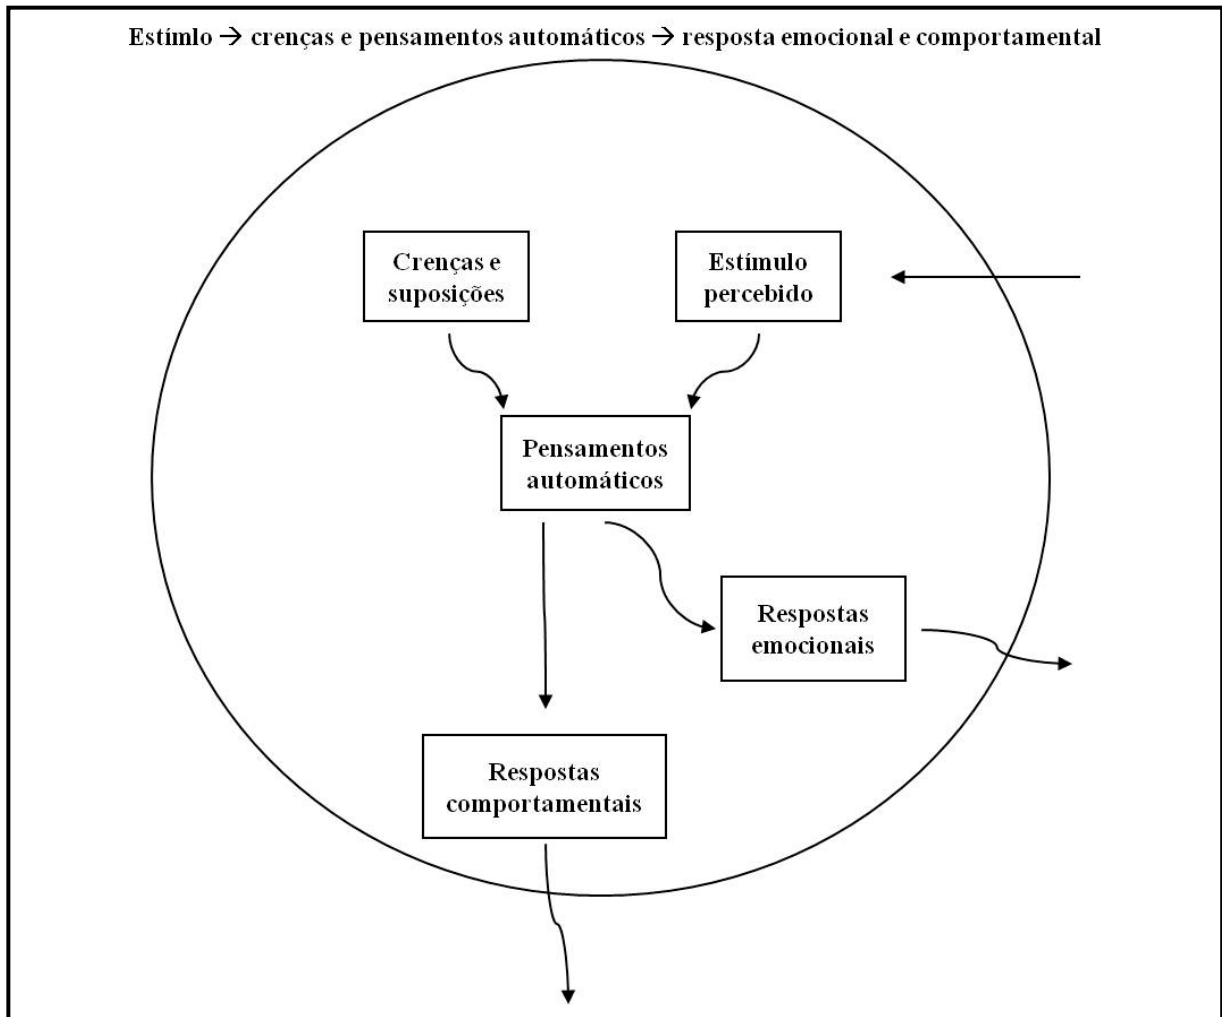 Estímlo → crenças e pensamentos automáticos → resposta emocional e comportamental
Crenças e
suposições
Estímulo
percebido
Pensamentos
automáticos
Respostas
emocionais
Respostas
comportamentais